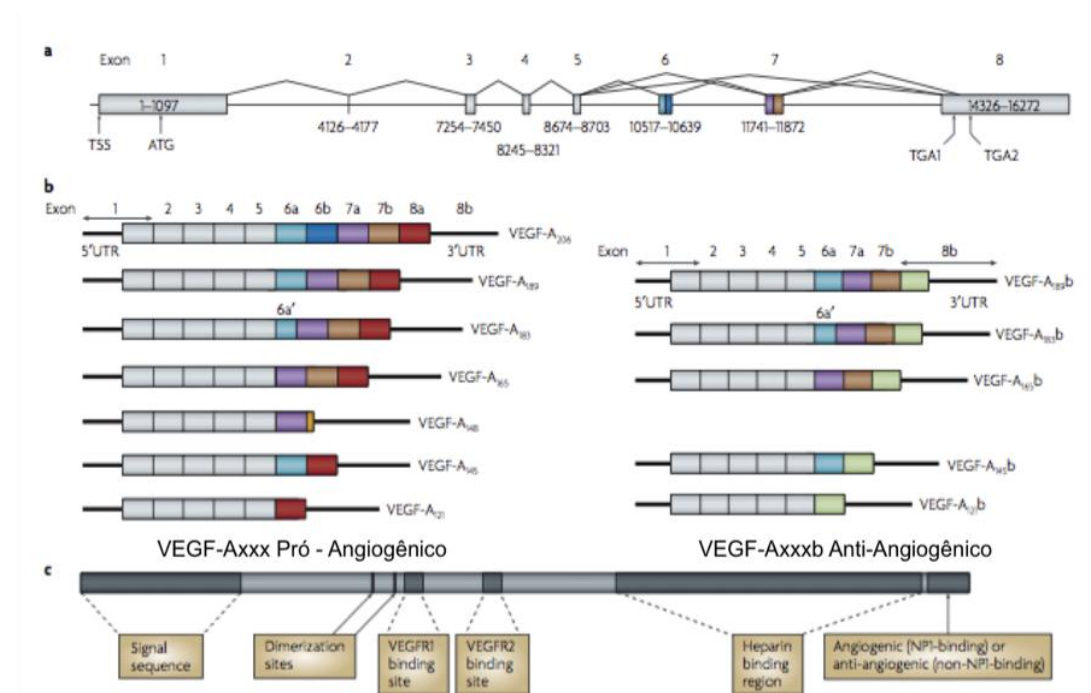 a
Exon 1 2 3 4 5 6 7 8
1–1097 14326–16272
4126–4177 7254–7450 8674–8703 10517–10639 11741–11872
TSS ATG 8245–8321 TGA1 TGA2
b
Exon 1 2 3 4 5 6a 6b 7a 7b 8a 8b
VEGF-A206
5'UTR 3'UTR
VEGF-A189
6a'
VEGF-A183
VEGF-A165
VEGF-A148
VEGF-A145
VEGF-A121
Exon 1 2 3 4 5 6a 7a 7b 8b
VEGF-A189b
5'UTR 3'UTR
6a'
VEGF-A183b
VEGF-A165b
VEGF-A145b
VEGF-A121b
VEGF-Axxx Pró - Angiogênico
VEGF-Axxxb Anti-Angiogênico
c
Signal
sequence
Dimerization
sites
VEGFR1
binding
site
VEGFR2
binding
site
Heparin
binding
region
Angiogenic (NP1-binding) or
anti-angiogenic (non-NP1-binding)